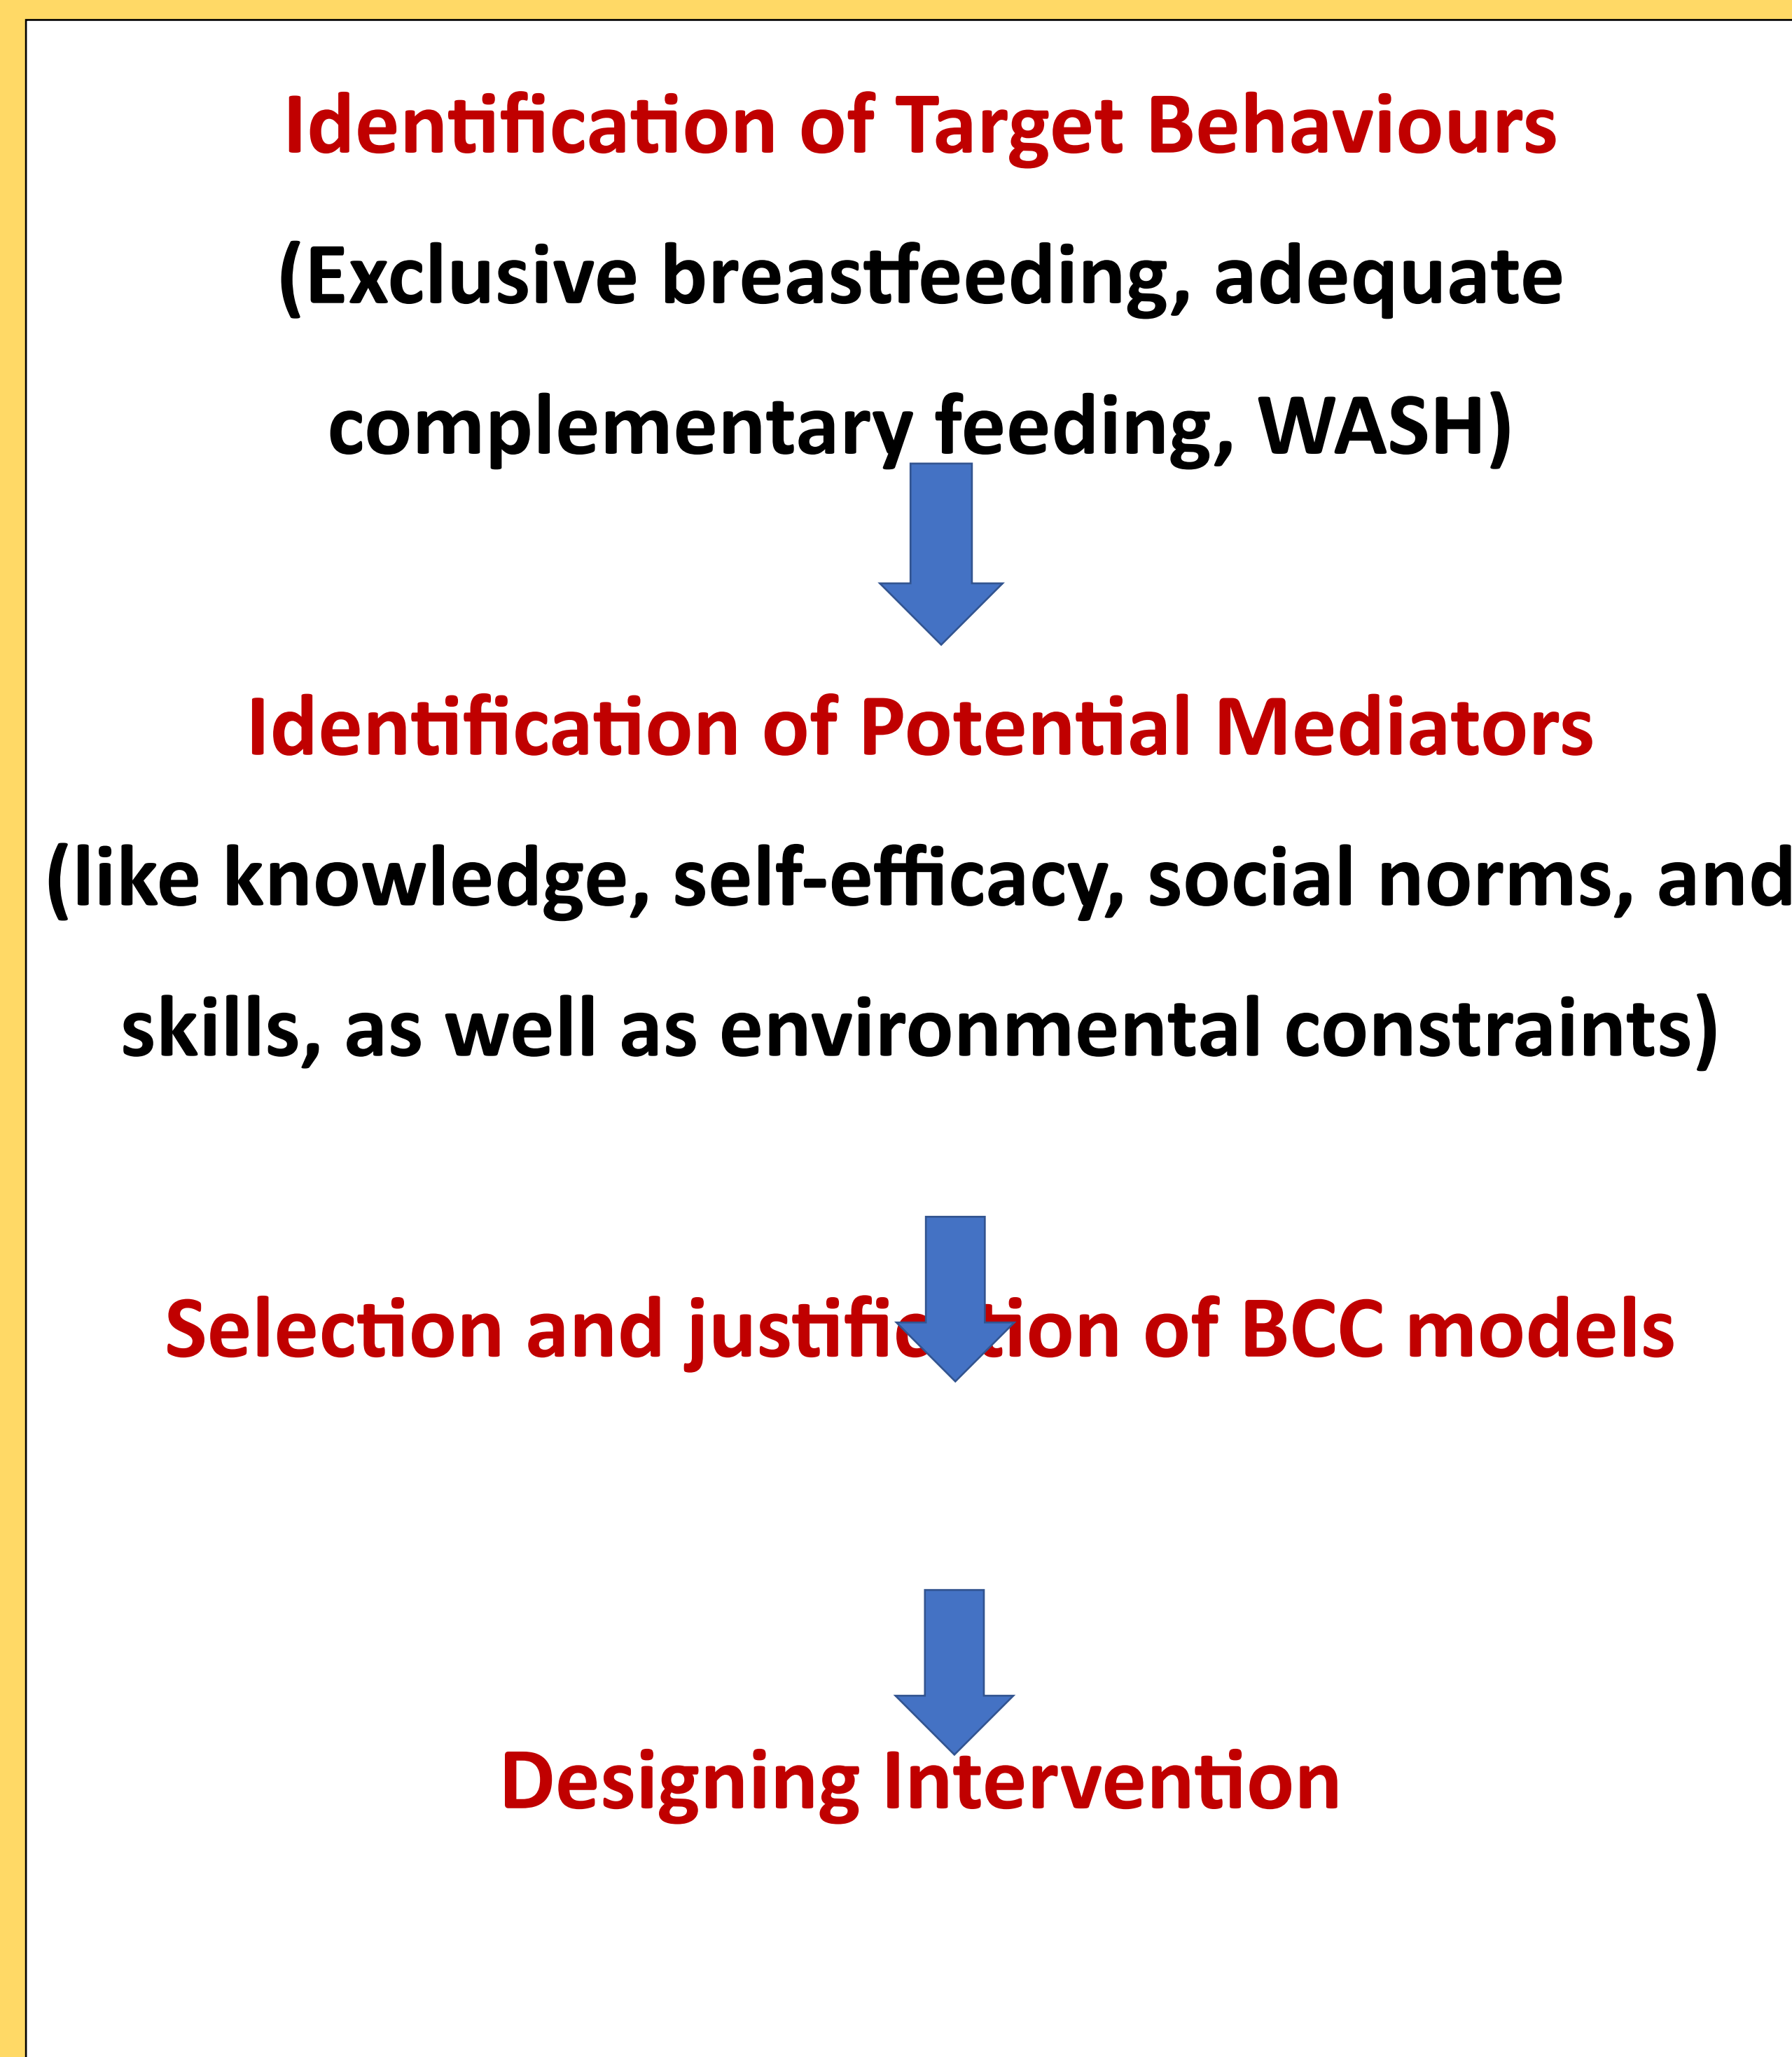 Identification of Target Behaviours
(Exclusive breastfeeding, adequate
complementary feeding, WASH)
Identification of Potential Mediators
(like knowledge, self-efficacy, social norms, and
skills, as well as environmental constraints)
Selection and justification of BCC models
Designing Intervention